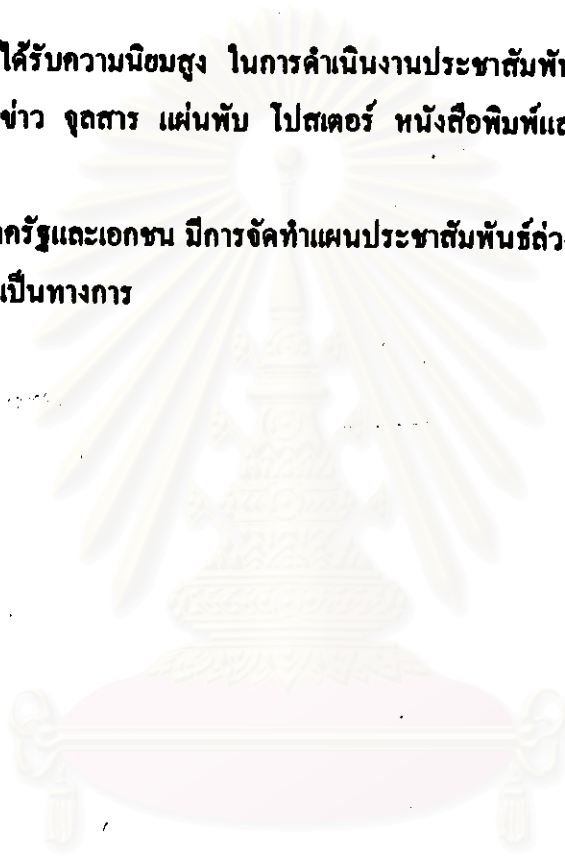 ได้รับความนิยมสูง ในการดำเนินงานประชาสัมพัน
ข่าว จุลสาร แผ่นพับ โปสเตอร์ หนังสือพิมพ์และ
ครัฐและเอกชน มีการจัดทำแผนประชาสัมพันธ์ล่ว
เป็นทางการ